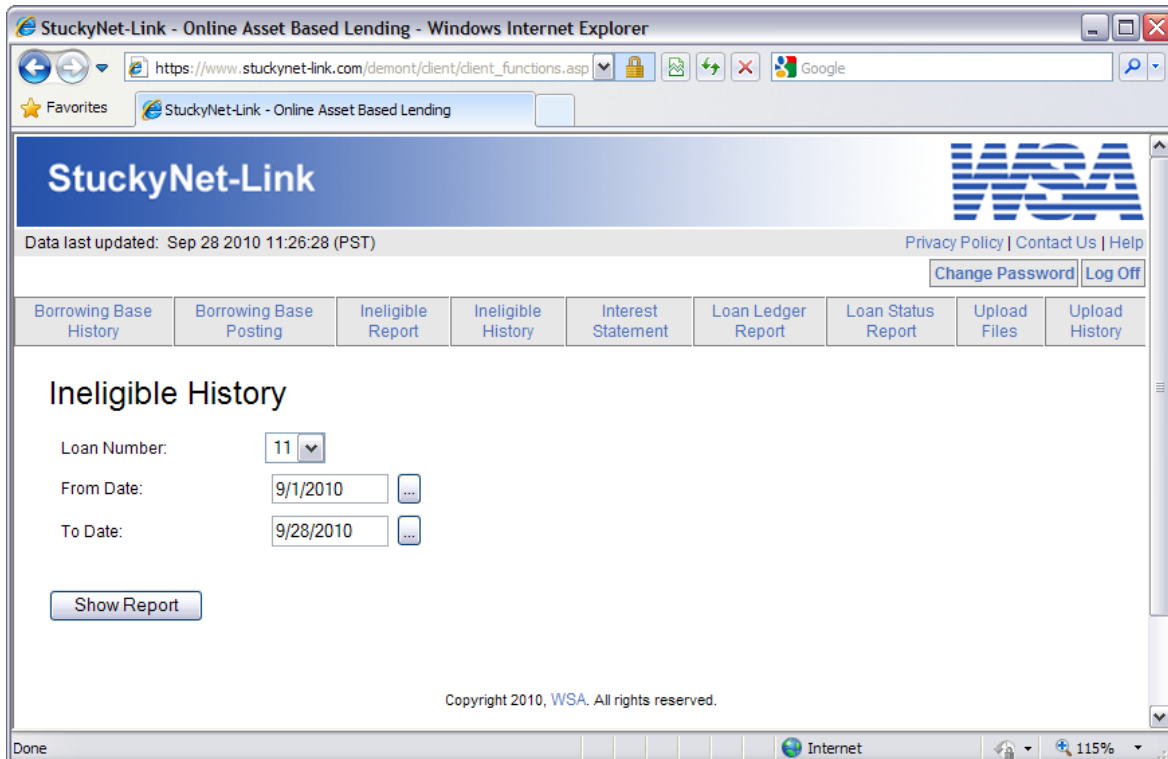 StuckyNet-Link - Online Asset Based Lending - Windows Internet Explorer
https://www.stuckynet-link.com/demont/client/client_functions.asp
Google
Favorites
StuckyNet-Link - Online Asset Based Lending
StuckyNet-Link
WSA
Data last updated: Sep 28 2010 11:26:28 (PST)
Privacy Policy | Contact Us | Help
Change Password
Log Off
Borrowing Base History
Borrowing Base Posting
Ineligible Report
Ineligible History
Interest Statement
Loan Ledger Report
Loan Status Report
Upload Files
Upload History
Ineligible History
Loan Number: 11
From Date: 9/1/2010 ...
To Date: 9/28/2010 ...
Show Report
Copyright 2010, WSA. All rights reserved.
Done
Internet
115%